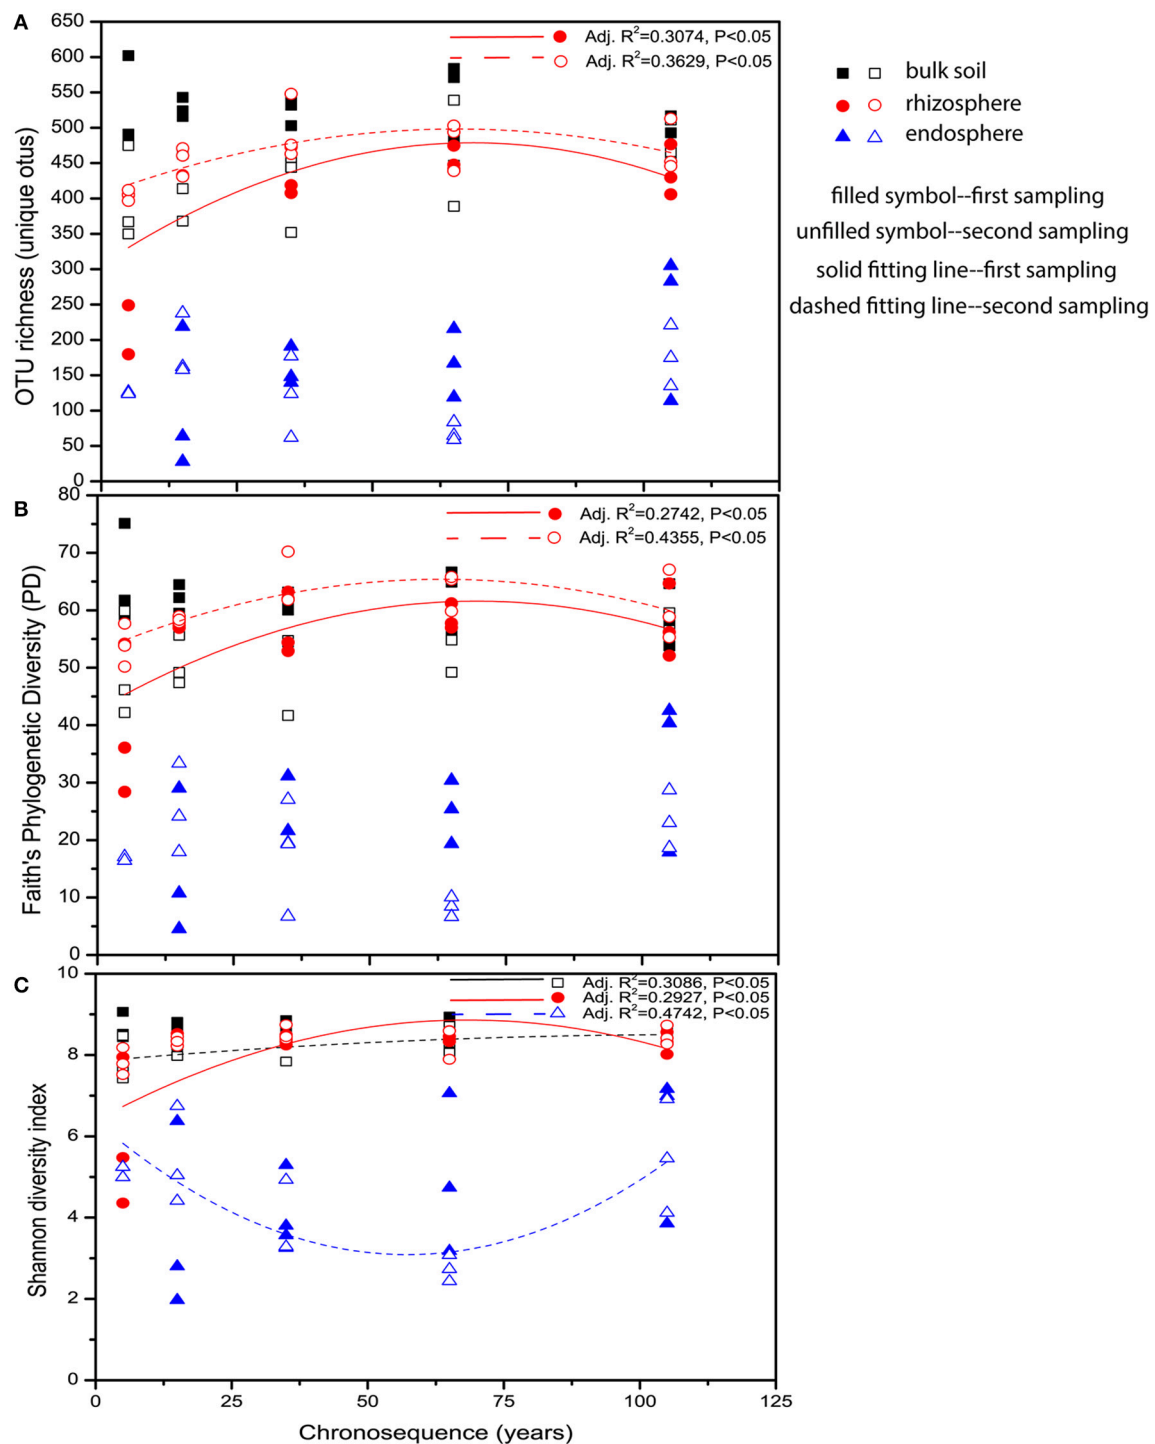 A
650
600
550
500
450
400
350
300
250
200
150
100
50
0
OTU richness (unique otus)
Adj. R²=0.3074, P<0.05
Adj. R²=0.3629, P<0.05
bulk soil
rhizosphere
endosphere
filled symbol--first sampling
unfilled symbol--second sampling
solid fitting line--first sampling
dashed fitting line--second sampling
B
80
70
60
50
40
30
20
10
0
Faith's Phylogenetic Diversity (PD)
Adj. R²=0.2742, P<0.05
Adj. R²=0.4355, P<0.05
C
10
8
6
4
2
0
Shannon diversity index
Adj. R²=0.3086, P<0.05
Adj. R²=0.2927, P<0.05
Adj. R²=0.4742, P<0.05
0 25 50 75 100 125
Chronosequence (years)